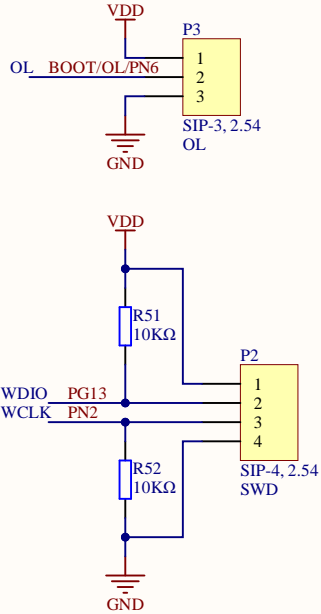 VDD
P3
1
OL BOOT/OL/PN6 2
3
SIP-3, 2.54
OL
GND
VDD
R51
10KΩ
P2
1
WDIO PG13 2
WCLK PN2 3
4
R52
10KΩ
SIP-4, 2.54
SWD
GND